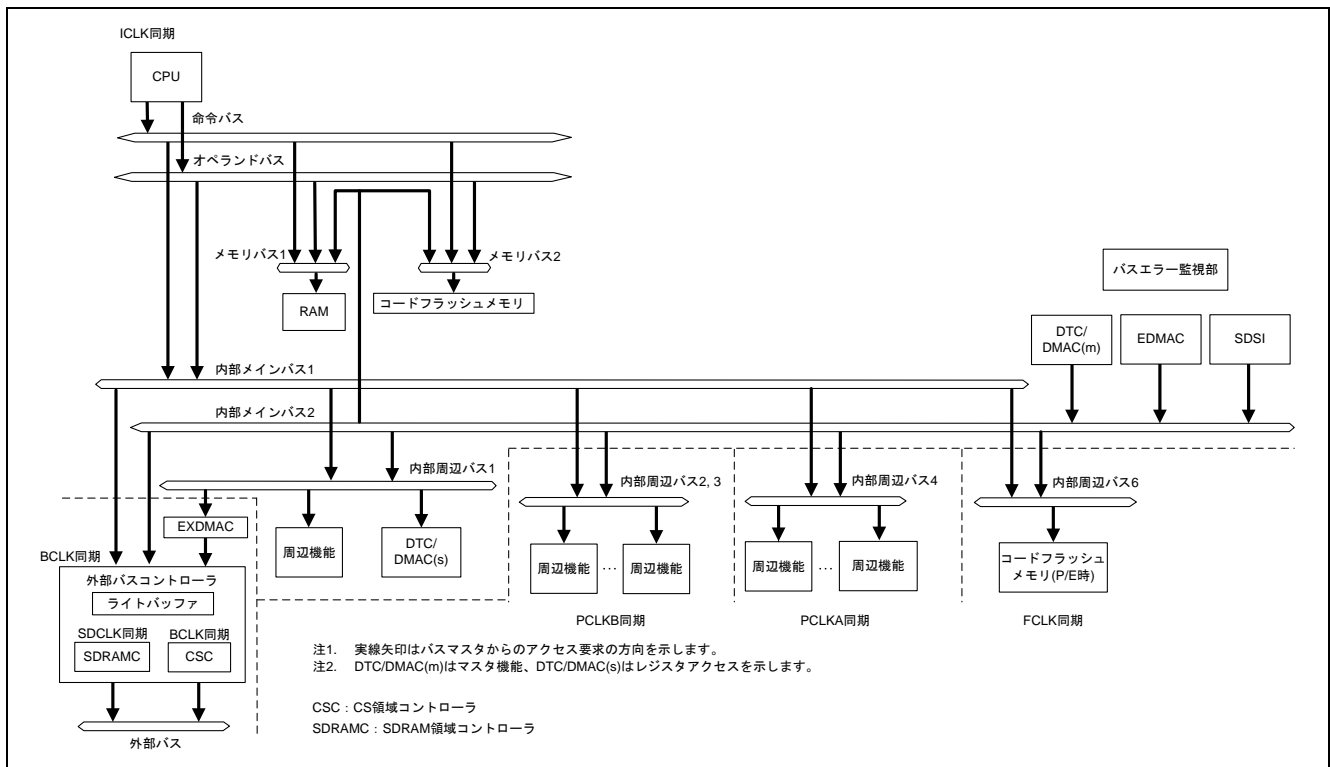 ICLK同期
CPU
命令バス
オペランドバス
メモリバス1
メモリバス2
RAM
コードフラッシュメモリ
バスエラー監視部
DTC/
DMAC(m)
EDMAC
SDSI
内部メインバス1
内部メインバス2
内部周辺バス1
内部周辺バス2, 3
内部周辺バス4
内部周辺バス6
EXDMAC
周辺機能
DTC/
DMAC(s)
周辺機能 … 周辺機能
周辺機能 … 周辺機能
コードフラッシュ
メモリ(P/E時)
BCLK同期
外部バスコントローラ
ライトバッファ
SDCLK同期
BCLK同期
SDRAMC
CSC
外部バス
PCLKB同期
PCLKA同期
FCLK同期
注1. 実線矢印はバスマスタからのアクセス要求の方向を示します。
注2. DTC/DMAC(m)はマスタ機能、DTC/DMAC(s)はレジスタアクセスを示します。
CSC：CS領域コントローラ
SDRAMC：SDRAM領域コントローラ